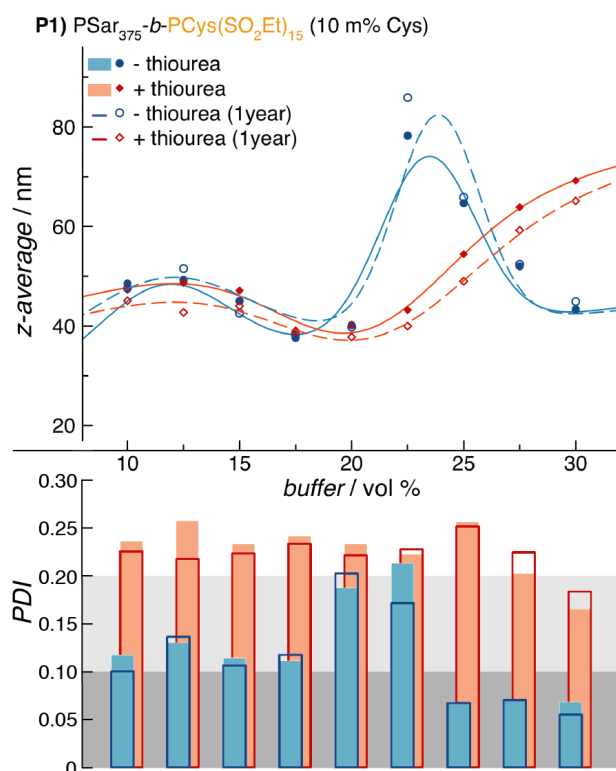 P1) PSar375-b-PCys(SO2Et)15 (10 m% Cys)
- thiourea
+ thiourea
- thiourea (1year)
+ thiourea (1year)
z-average / nm
80
60
40
20
10
15
20
25
30
buffer / vol %
PDI
0.30
0.25
0.20
0.15
0.10
0.05
0